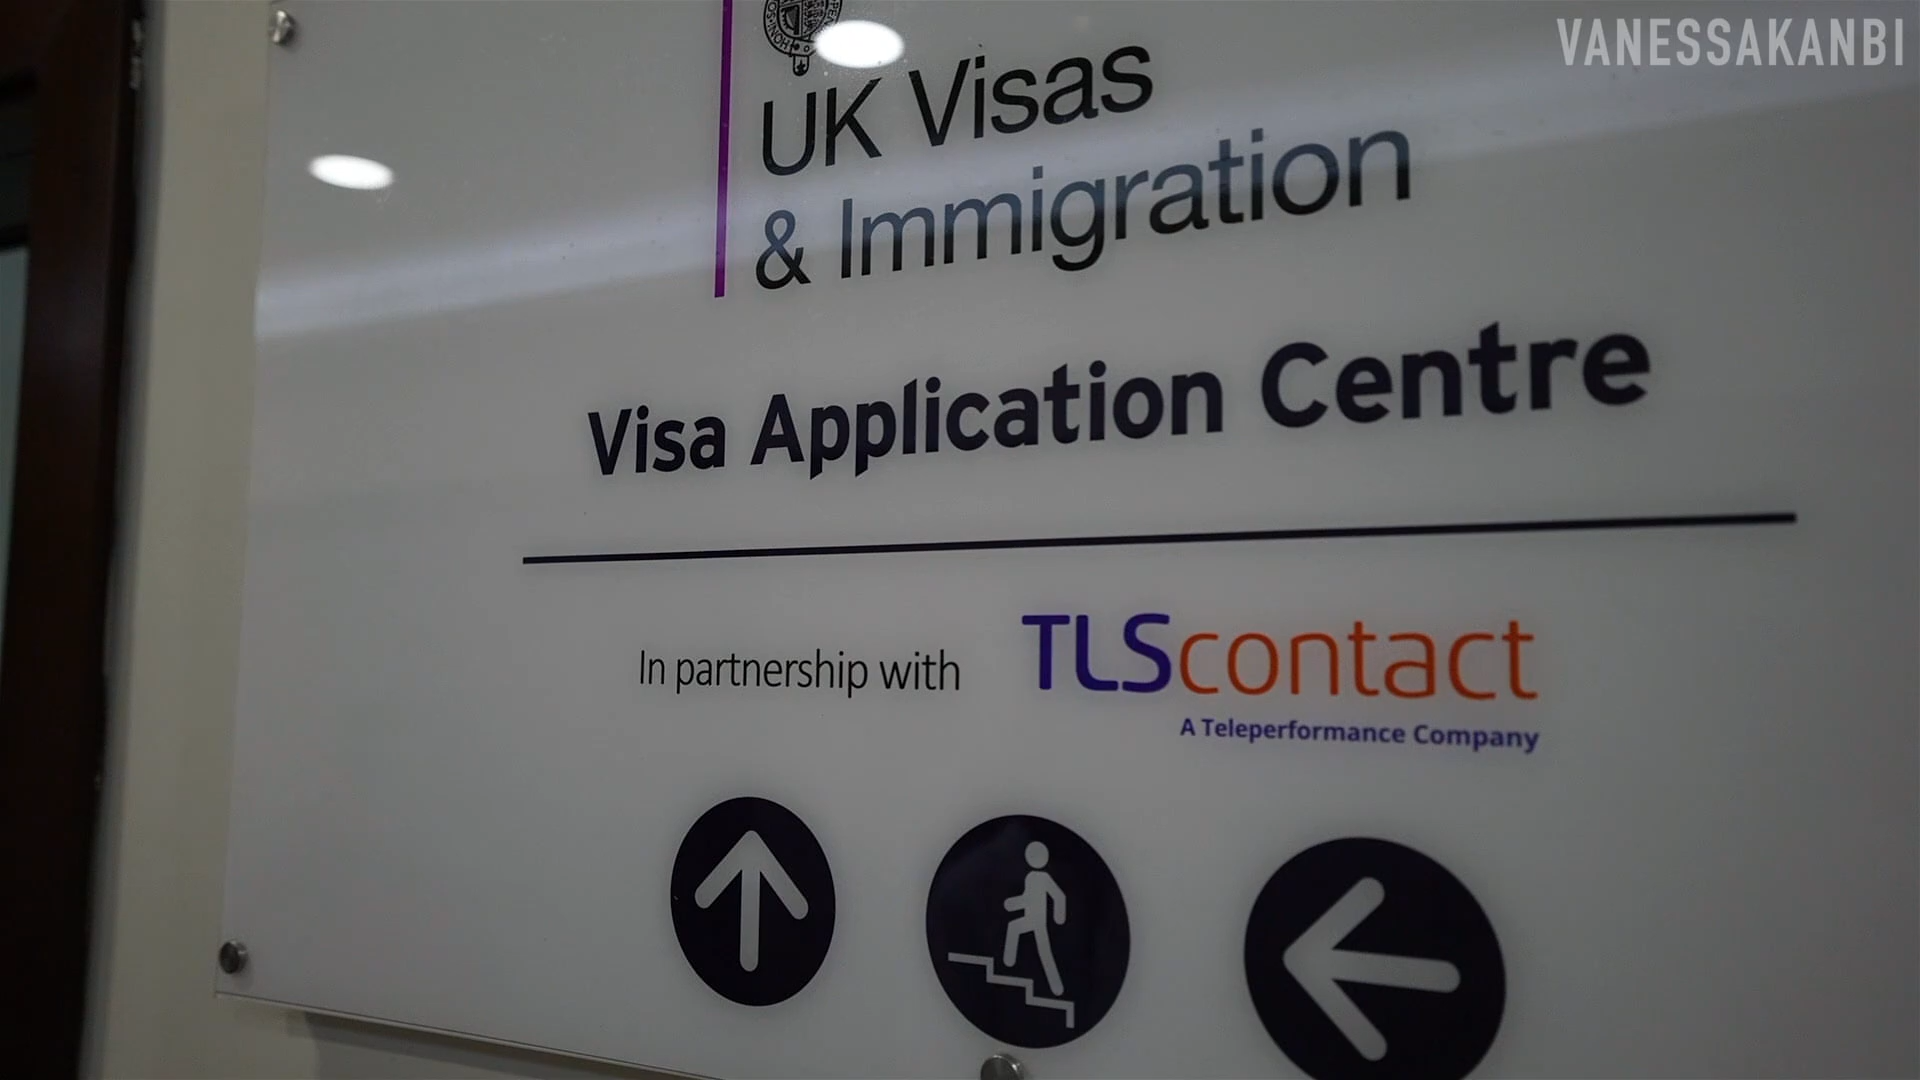 VANESSAKANBI
UK Visas
& Immigration
Visa Application Centre
In partnership with TLScontact
A Teleperformance Company